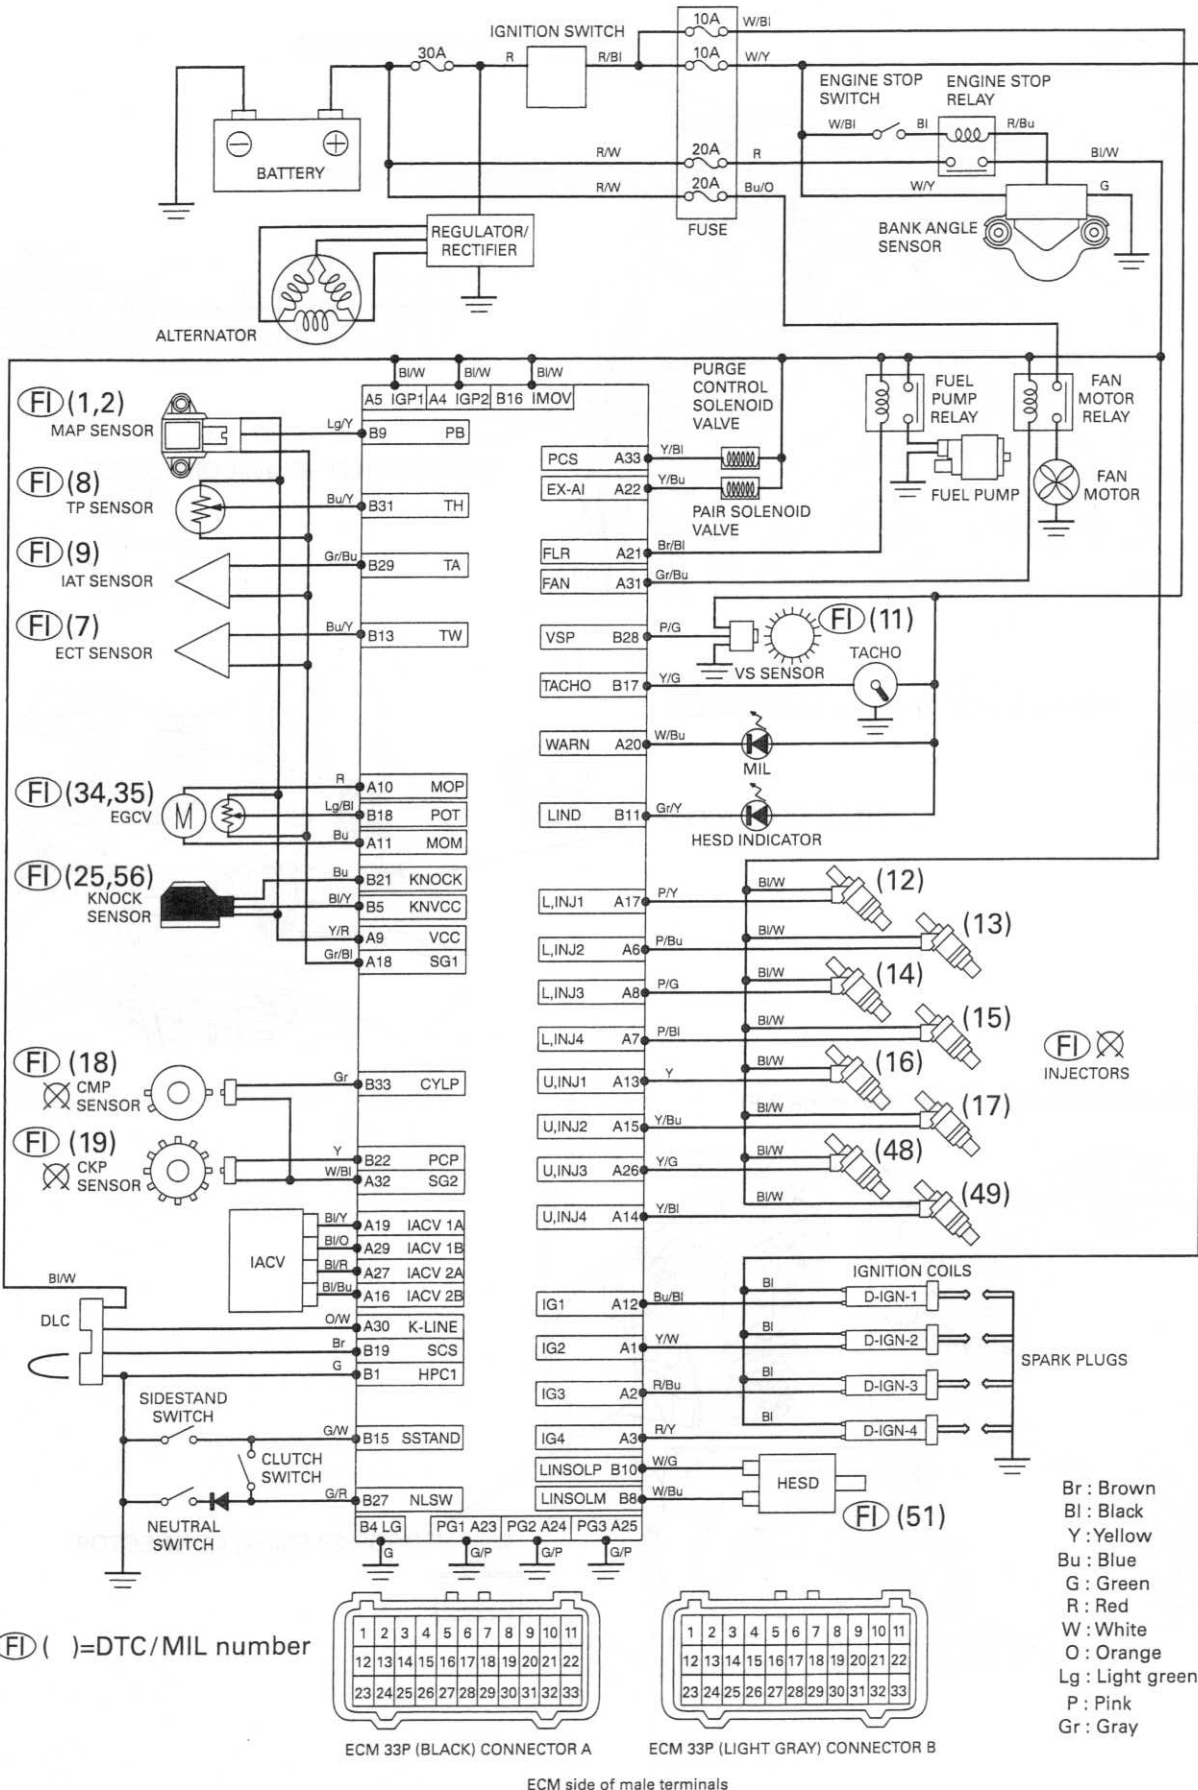 IGNITION SWITCH
30A
R
R/Bl
10A
W/Bl
10A
W/Y
ENGINE STOP
SWITCH
ENGINE STOP
RELAY
W/Bl
Bl
R/Bu
BATTERY
R/W
20A
R
Bl/W
R/W
20A
Bu/O
W/Y
G
FUSE
REGULATOR/
RECTIFIER
BANK ANGLE
SENSOR
ALTERNATOR
Bl/W
Bl/W
Bl/W
A5 IGP1
A4 IGP2
B16 IMOV
PURGE
CONTROL
SOLENOID
VALVE
FUEL
PUMP
RELAY
FAN
MOTOR
RELAY
FI (1,2)
MAP SENSOR
Lg/Y
B9 PB
PCS A33
Y/Bl
EX-AI A22
Y/Bu
PAIR SOLENOID
VALVE
FUEL PUMP
FAN
MOTOR
FI (8)
TP SENSOR
Bu/Y
B31 TH
FI (9)
IAT SENSOR
Gr/Bu
B29 TA
FLR A21
Br/Bl
FAN A31
Gr/Bu
FI (7)
ECT SENSOR
Bu/Y
B13 TW
VSP B28
P/G
FI (11)
VS SENSOR
TACHO
TACHO B17
Y/G
WARN A20
W/Bu
MIL
FI (34,35)
EGCV
M
R
A10 MOP
Lg/Bl
B18 POT
Bu
A11 MOM
LIND B11
Gr/Y
HESD INDICATOR
FI (25,56)
KNOCK
SENSOR
Bu
B21 KNOCK
Bl/Y
B5 KNVCC
Y/R
A9 VCC
Gr/Bl
A18 SG1
L,INJ1 A17
P/Y
Bl/W
(12)
L,INJ2 A6
P/Bu
Bl/W
(13)
L,INJ3 A8
P/G
Bl/W
(14)
L,INJ4 A7
P/Bl
Bl/W
(15)
U,INJ1 A13
Y
Bl/W
(16)
U,INJ2 A15
Y/Bu
Bl/W
(17)
U,INJ3 A26
Y/G
Bl/W
(48)
U,INJ4 A14
Y/Bl
Bl/W
(49)
FI
INJECTORS
FI (18)
CMP
SENSOR
Gr
B33 CYLP
FI (19)
CKP
SENSOR
Y
B22 PCP
W/Bl
A32 SG2
IACV
Bl/Y
A19 IACV 1A
Bl/O
A29 IACV 1B
Bl/R
A27 IACV 2A
Bl/Bu
A16 IACV 2B
Bl/W
DLC
O/W
A30 K-LINE
Br
B19 SCS
G
B1 HPC1
IGNITION COILS
IG1 A12
Bu/Bl
Bl
D-IGN-1
IG2 A1
Y/W
Bl
D-IGN-2
IG3 A2
R/Bu
Bl
D-IGN-3
IG4 A3
R/Y
Bl
D-IGN-4
SPARK PLUGS
SIDESTAND
SWITCH
G/W
B15 SSTAND
CLUTCH
SWITCH
G/R
B27 NLSW
NEUTRAL
SWITCH
LINSOLP B10
W/G
LINSOLM B8
W/Bu
HESD
FI (51)
B4 LG
PG1 A23
PG2 A24
PG3 A25
G
G/P
G/P
G/P
Br : Brown
Bl : Black
Y : Yellow
Bu : Blue
G : Green
R : Red
W : White
O : Orange
Lg : Light green
P : Pink
Gr : Gray
FI ( )=DTC/MIL number
1 2 3 4 5 6 7 8 9 10 11
12 13 14 15 16 17 18 19 20 21 22
23 24 25 26 27 28 29 30 31 32 33
ECM 33P (BLACK) CONNECTOR A
1 2 3 4 5 6 7 8 9 10 11
12 13 14 15 16 17 18 19 20 21 22
23 24 25 26 27 28 29 30 31 32 33
ECM 33P (LIGHT GRAY) CONNECTOR B
ECM side of male terminals